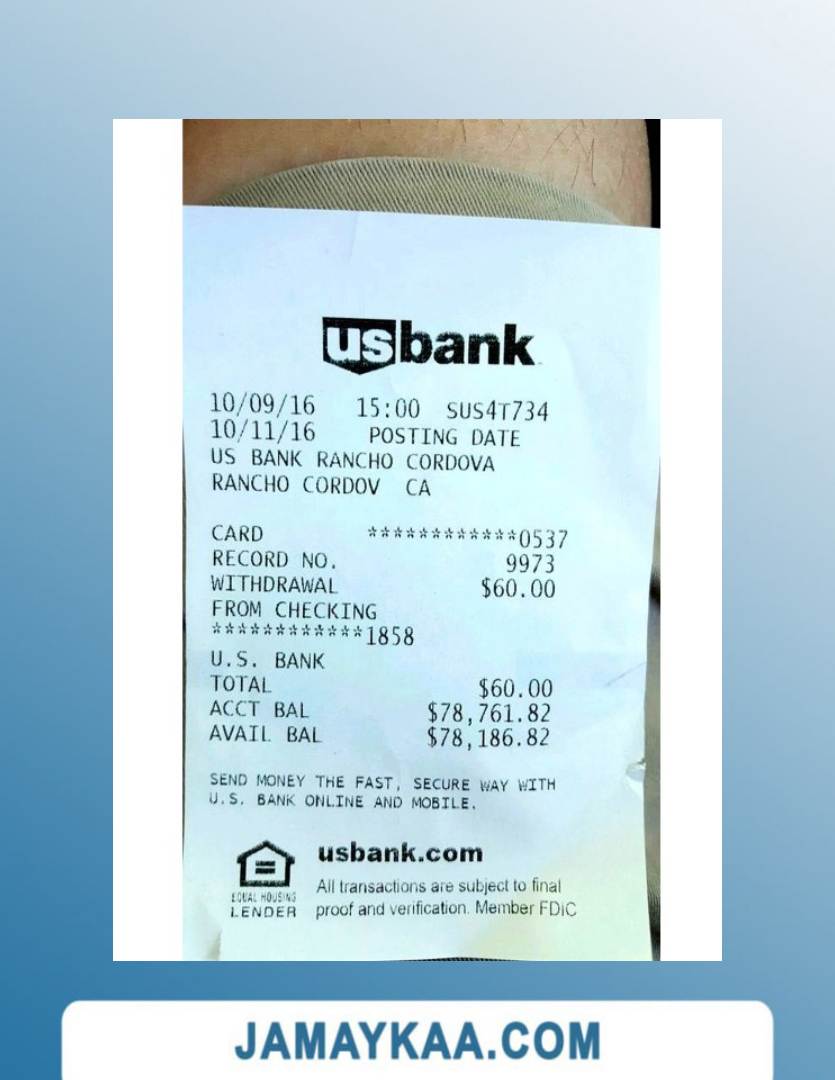 usbank
10/09/16 15:00 SUS4T734
10/11/16 POSTING DATE
US BANK RANCHO CORDOVA
RANCHO CORDOV CA
CARD ************0537
RECORD NO. 9973
WITHDRAWAL $60.00
FROM CHECKING
************1858
U.S. BANK
TOTAL $60.00
ACCT BAL $78,761.82
AVAIL BAL $78,186.82
SEND MONEY THE FAST, SECURE WAY WITH
U.S. BANK ONLINE AND MOBILE.
usbank.com
EQUAL HOUSING
LENDER
All transactions are subject to final
proof and verification. Member FDIC
JAMAYKAA.COM